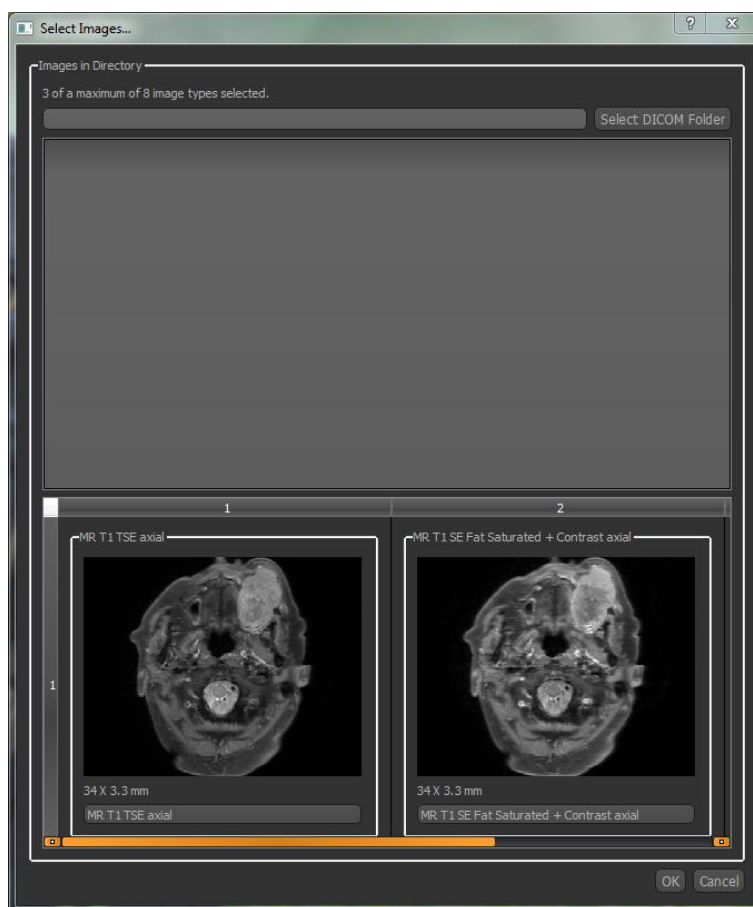 Select Images...
Images in Directory
3 of a maximum of 8 image types selected.
Select DICOM Folder
1 2
MR T1 TSE axial
MR T1 SE Fat Saturated + Contrast axial
1
34 X 3.3 mm
34 X 3.3 mm
MR T1 TSE axial
MR T1 SE Fat Saturated + Contrast axial
OK Cancel